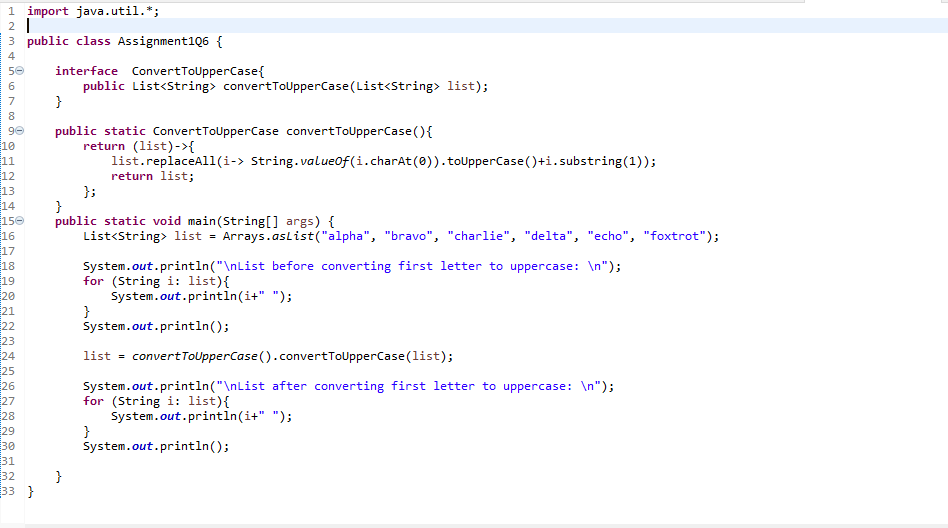 1 import java.util.*;
2
3 public class Assignment1Q6 {
4
5 interface  ConvertToUpperCase{
6 public List<String> convertToUpperCase(List<String> list);
7 }
8
9 public static ConvertToUpperCase convertToUpperCase(){
10 return (list)->{
11 list.replaceAll(i-> String.valueOf(i.charAt(0)).toUpperCase()+i.substring(1));
12 return list;
13 };
14 }
15 public static void main(String[] args) {
16 List<String> list = Arrays.asList("alpha", "bravo", "charlie", "delta", "echo", "foxtrot");
17
18 System.out.println("\nList before converting first letter to uppercase: \n");
19 for (String i: list){
20 System.out.println(i+" ");
21 }
22 System.out.println();
23
24 list = convertToUpperCase().convertToUpperCase(list);
25
26 System.out.println("\nList after converting first letter to uppercase: \n");
27 for (String i: list){
28 System.out.println(i+" ");
29 }
30 System.out.println();
31
32 }
33 }